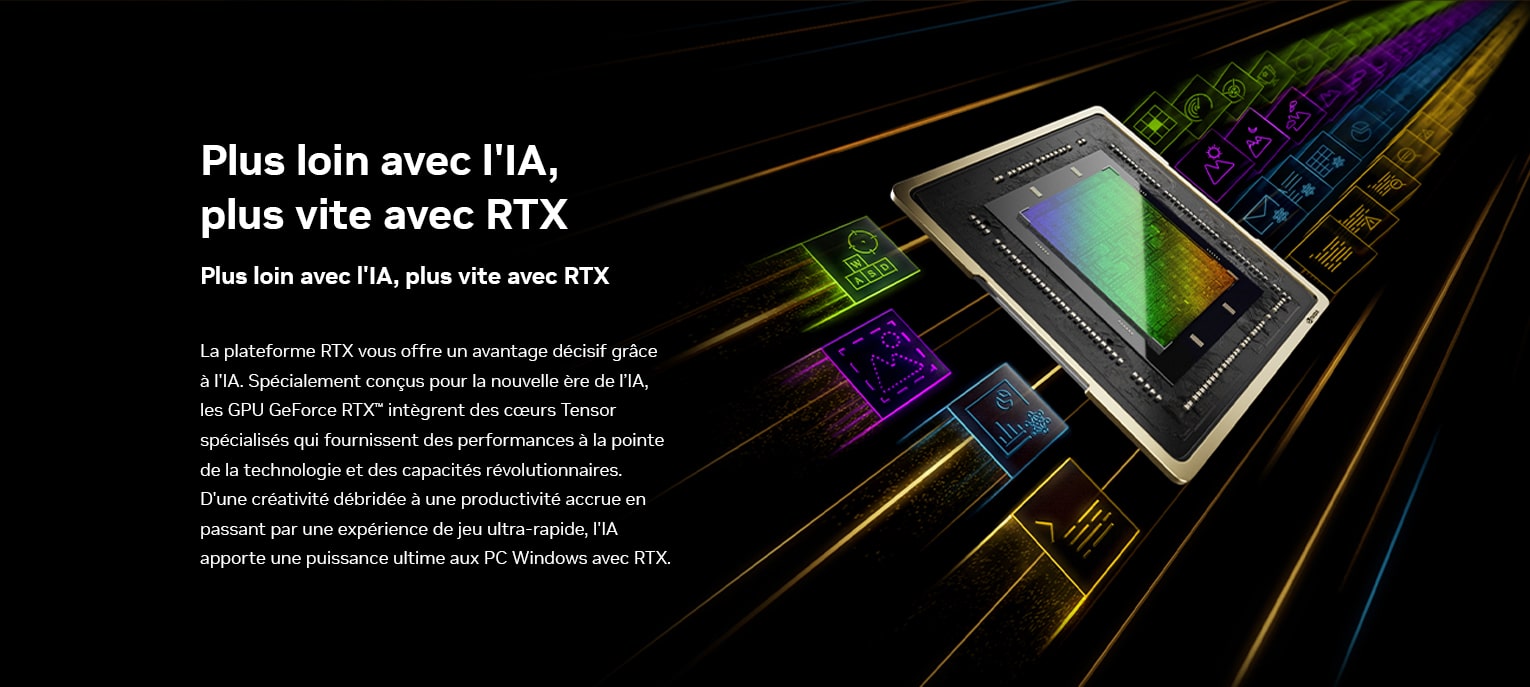 Plus loin avec l'IA,
plus vite avec RTX
Plus loin avec l'IA, plus vite avec RTX
La plateforme RTX vous offre un avantage décisif grâce
à l'IA. Spécialement conçus pour la nouvelle ère de l’IA,
les GPU GeForce RTX™ intègrent des cœurs Tensor
spécialisés qui fournissent des performances à la pointe
de la technologie et des capacités révolutionnaires.
D'une créativité débridée à une productivité accrue en
passant par une expérience de jeu ultra-rapide, l'IA
apporte une puissance ultime aux PC Windows avec RTX.
W
A S D